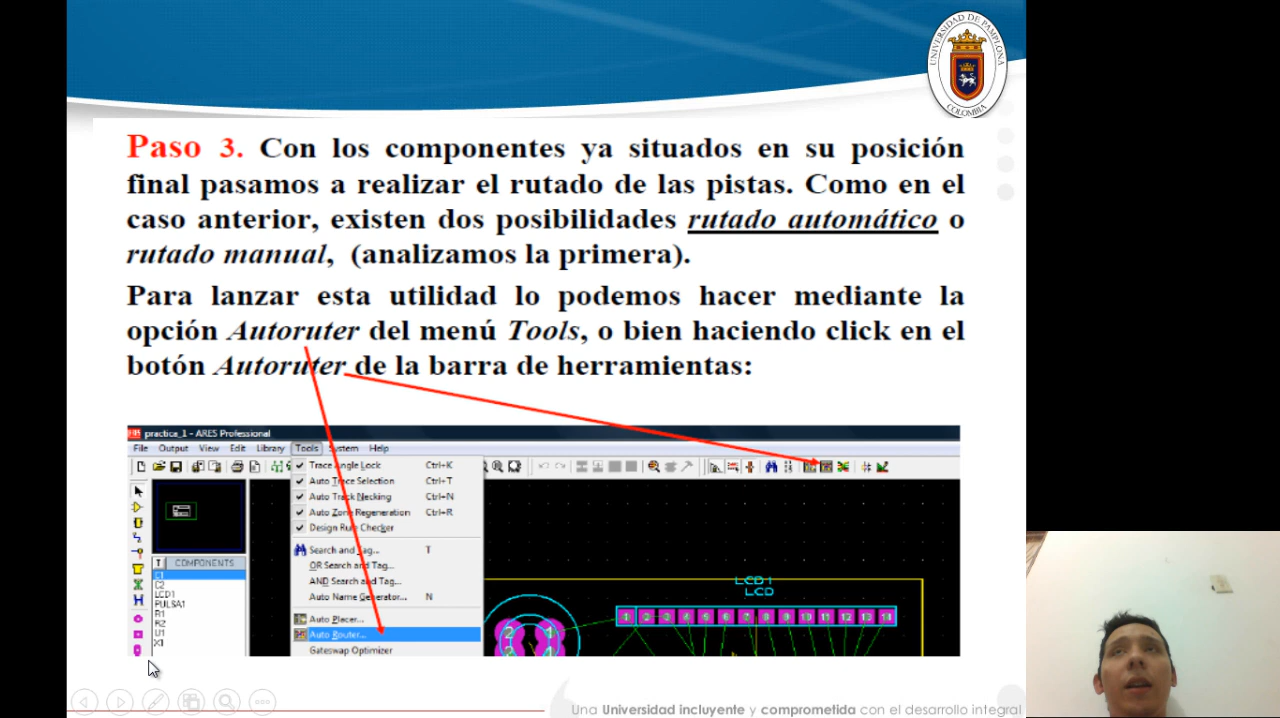 UNIVERSIDAD DE PAMPLONA
COLOMBIA
Paso 3. Con los componentes ya situados en su posición
final pasamos a realizar el rutado de las pistas. Como en el
caso anterior, existen dos posibilidades rutado automático o
rutado manual, (analizamos la primera).
Para lanzar esta utilidad lo podemos hacer mediante la
opción Autoruter del menú Tools, o bien haciendo click en el
botón Autoruter de la barra de herramientas:
practica_1 - ARES Professional
File Output View Edit Library Tools System Help
Trace Angle Lock Ctrl+K
Auto Trace Selection Ctrl+T
Auto Track Necking Ctrl+N
Auto Zone Regeneration Ctrl+R
Design Rule Checker
Search and Tag... T
OR Search and Tag...
AND Search and Tag...
Auto Name Generator... N
Auto Placer...
Auto Router...
Gateswap Optimizer
T COMPONENTS
C1
C2
LCD1
PULSA1
R1
R2
U1
X1
LCD1
LCD
1 2 3 4 5 6 7 8 9 10 11 12 13 14
2 1
Una Universidad incluyente y comprometida con el desarrollo integral